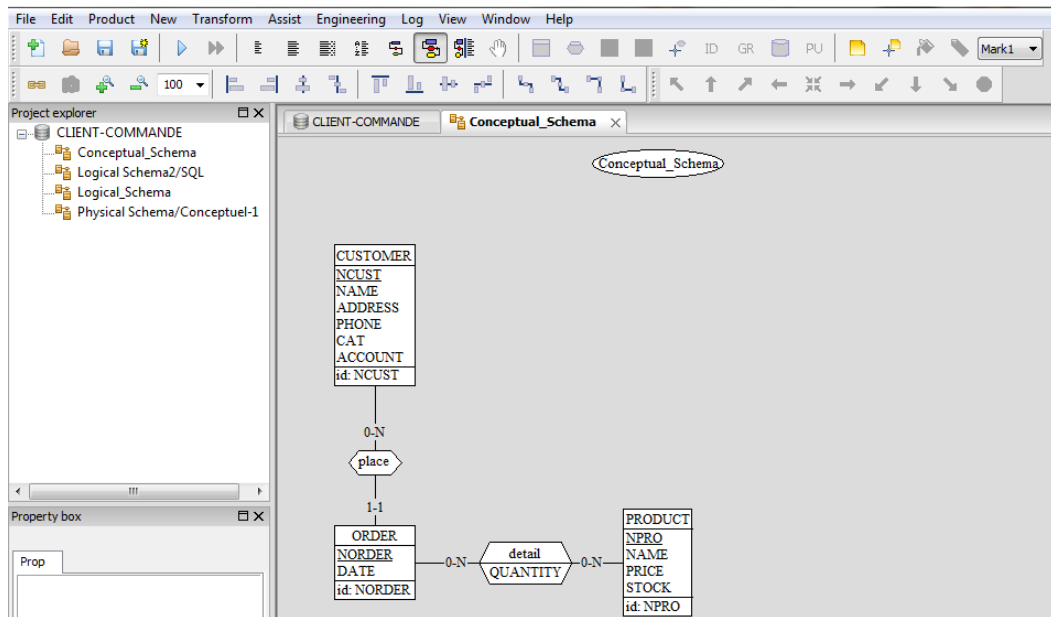 File Edit Product New Transform Assist Engineering Log View Window Help
ID GR PU Mark1
100
Project explorer
CLIENT-COMMANDE
Conceptual_Schema
Logical Schema2/SQL
Logical_Schema
Physical Schema/Conceptuel-1
Property box
Prop
CLIENT-COMMANDE Conceptual_Schema
Conceptual_Schema
CUSTOMER
NCUST
NAME
ADDRESS
PHONE
CAT
ACCOUNT
id: NCUST
0-N
place
1-1
ORDER
NORDER
DATE
id: NORDER
0-N
detail
QUANTITY
0-N
PRODUCT
NPRO
NAME
PRICE
STOCK
id: NPRO